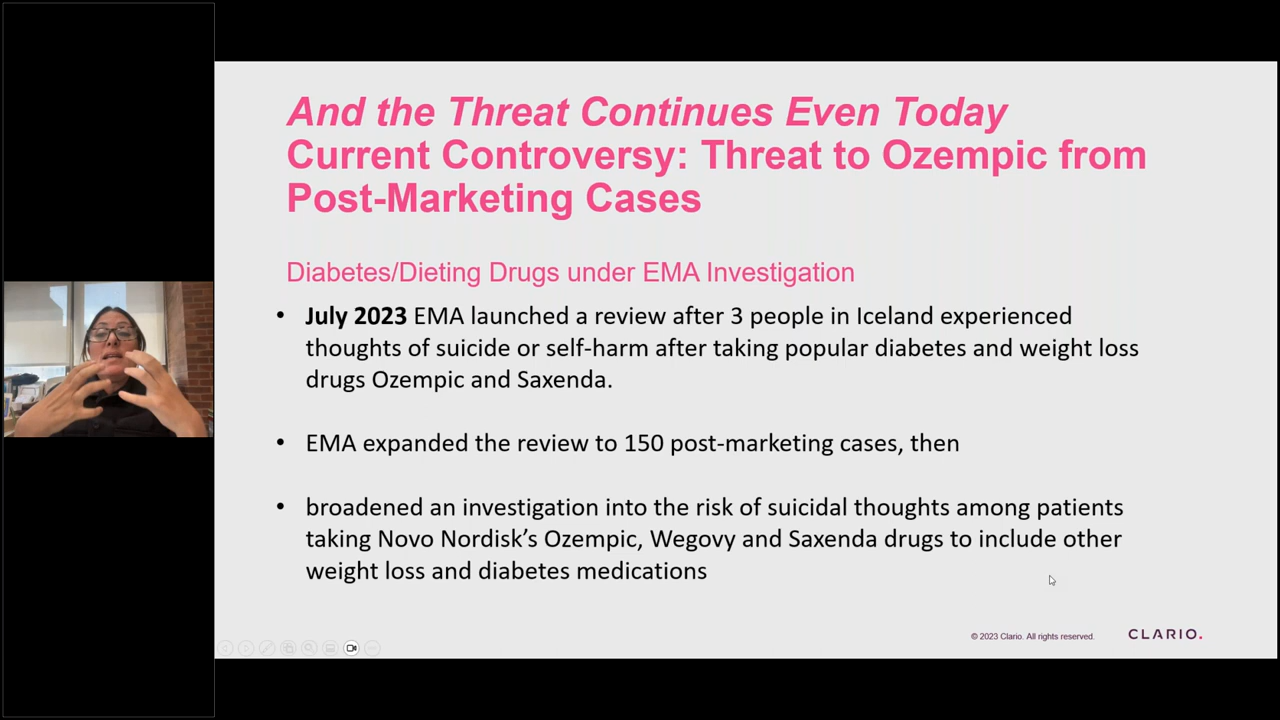 And the Threat Continues Even Today
Current Controversy: Threat to Ozempic from
Post-Marketing Cases
Diabetes/Dieting Drugs under EMA Investigation
• July 2023 EMA launched a review after 3 people in Iceland experienced
thoughts of suicide or self-harm after taking popular diabetes and weight loss
drugs Ozempic and Saxenda.
• EMA expanded the review to 150 post-marketing cases, then
• broadened an investigation into the risk of suicidal thoughts among patients
taking Novo Nordisk’s Ozempic, Wegovy and Saxenda drugs to include other
weight loss and diabetes medications
© 2023 Clario. All rights reserved.
CLARIO.